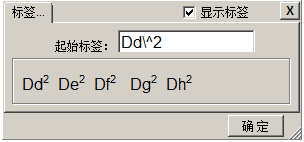 标签... 显示标签 X
起始标签： Dd\^2
Dd² De² Df² Dg² Dh²
确 定